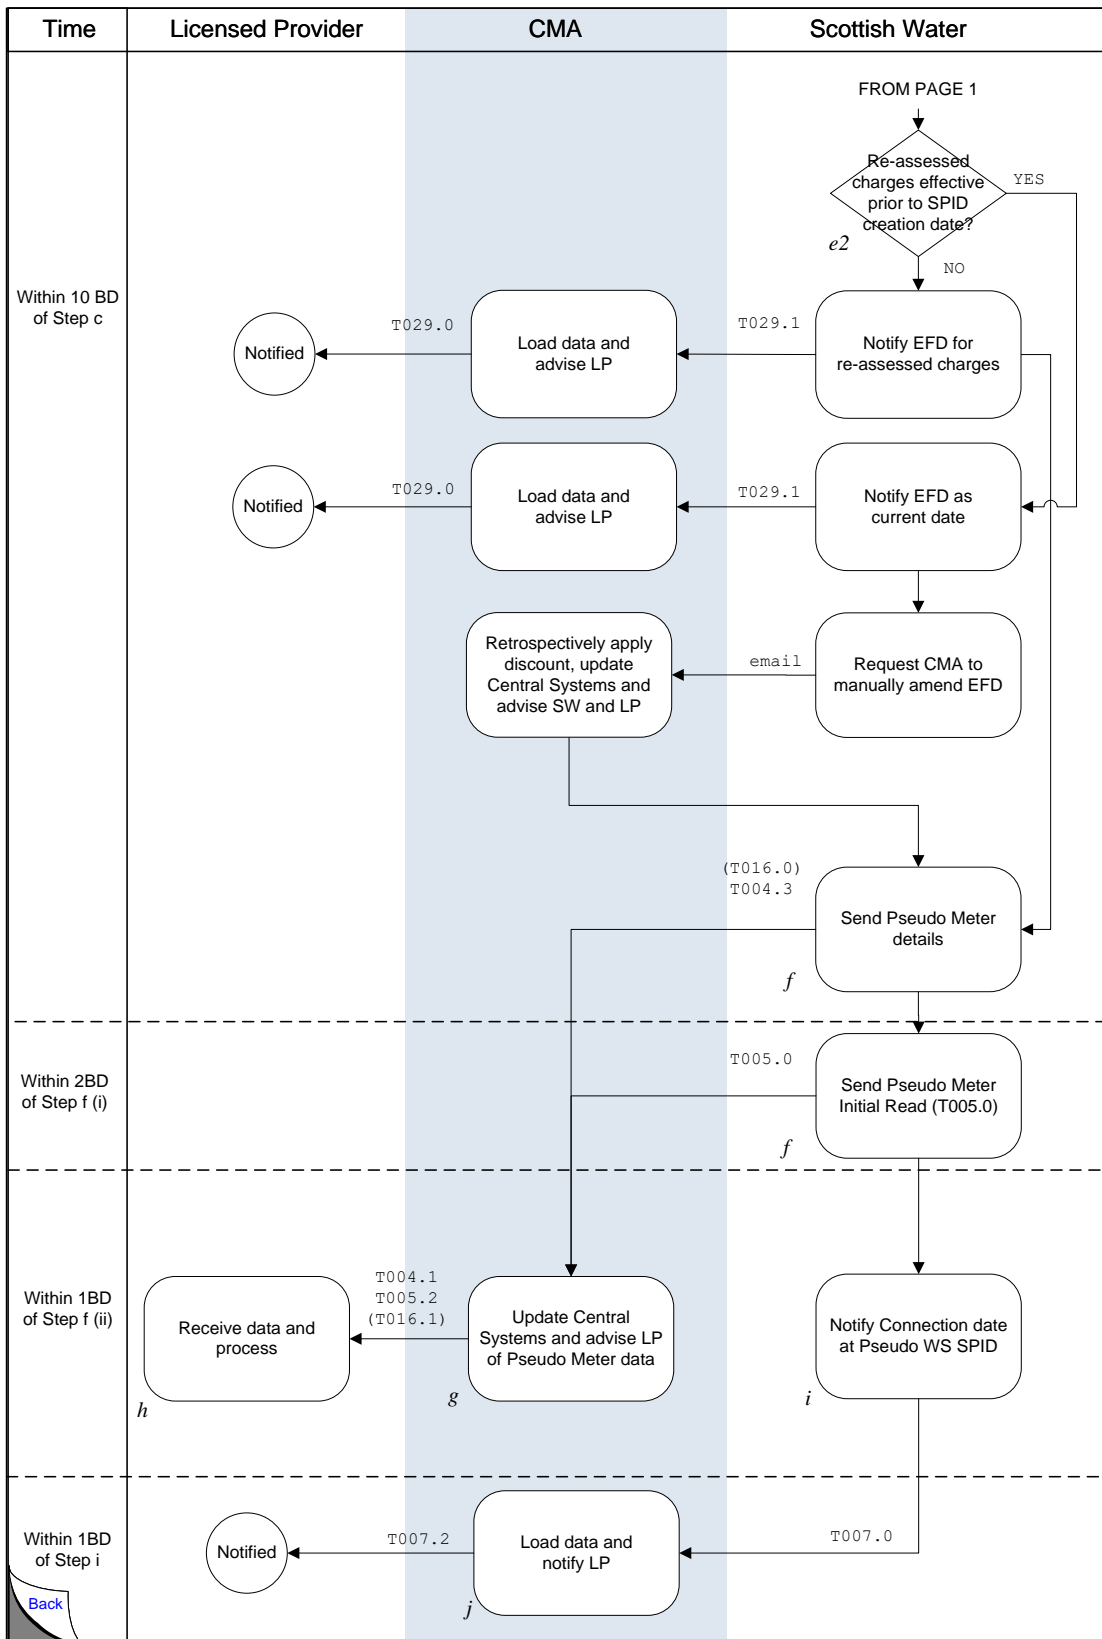 Time
Licensed Provider
CMA
Scottish Water
FROM PAGE 1
Re-assessed
charges effective
prior to SPID
creation date?
YES
e2
NO
Within 10 BD
of Step c
Notified
T029.0
Load data and
advise LP
T029.1
Notify EFD for
re-assessed charges
Notified
T029.0
Load data and
advise LP
T029.1
Notify EFD as
current date
Retrospectively apply
discount, update
Central Systems and
advise SW and LP
email
Request CMA to
manually amend EFD
(T016.0)
T004.3
Send Pseudo Meter
details
f
Within 2BD
of Step f (i)
T005.0
Send Pseudo Meter
Initial Read (T005.0)
f
Within 1BD
of Step f (ii)
Receive data and
process
h
T004.1
T005.2
(T016.1)
Update Central
Systems and advise LP
of Pseudo Meter data
g
Notify Connection date
at Pseudo WS SPID
i
Within 1BD
of Step i
Notified
T007.2
Load data and
notify LP
j
T007.0
Back